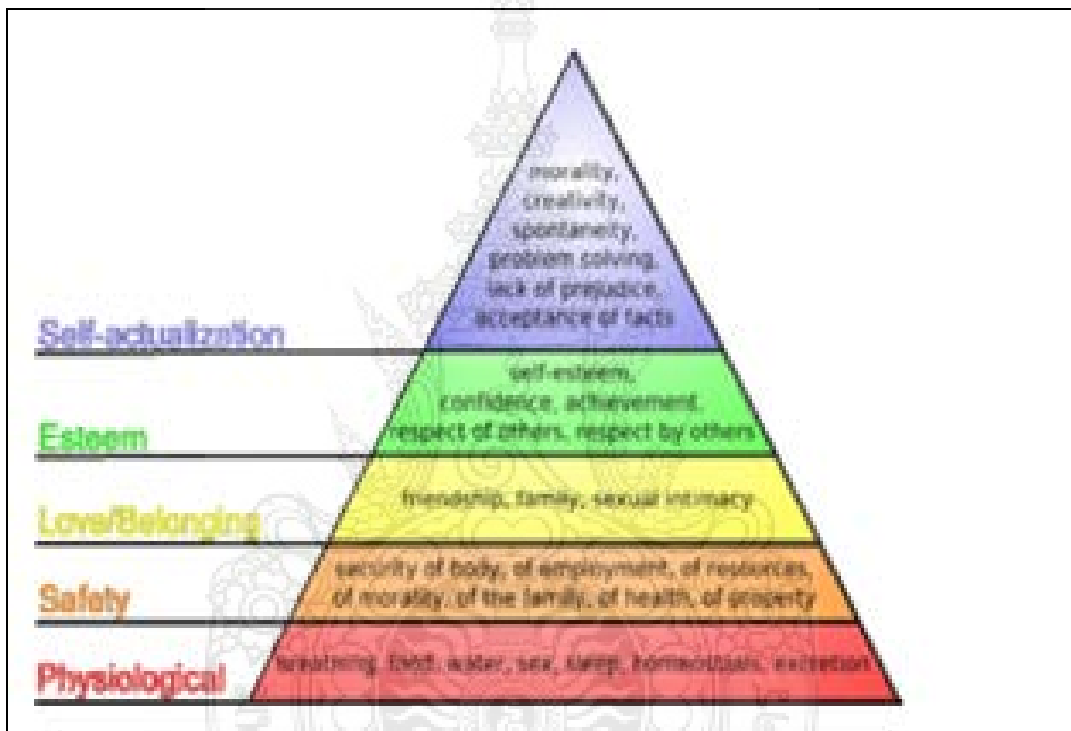 morality,
creativity,
spontaneity,
problem solving,
lack of prejudice,
acceptance of facts
Self-actualization
self-esteem,
confidence, achievement,
respect of others, respect by others
Esteem
friendship, family, sexual intimacy
Love/Belonging
security of body, of employment, of resources,
of morality, of the family, of health, of property
Safety
breathing, food, water, sex, sleep, homeostasis, excretion
Physiological